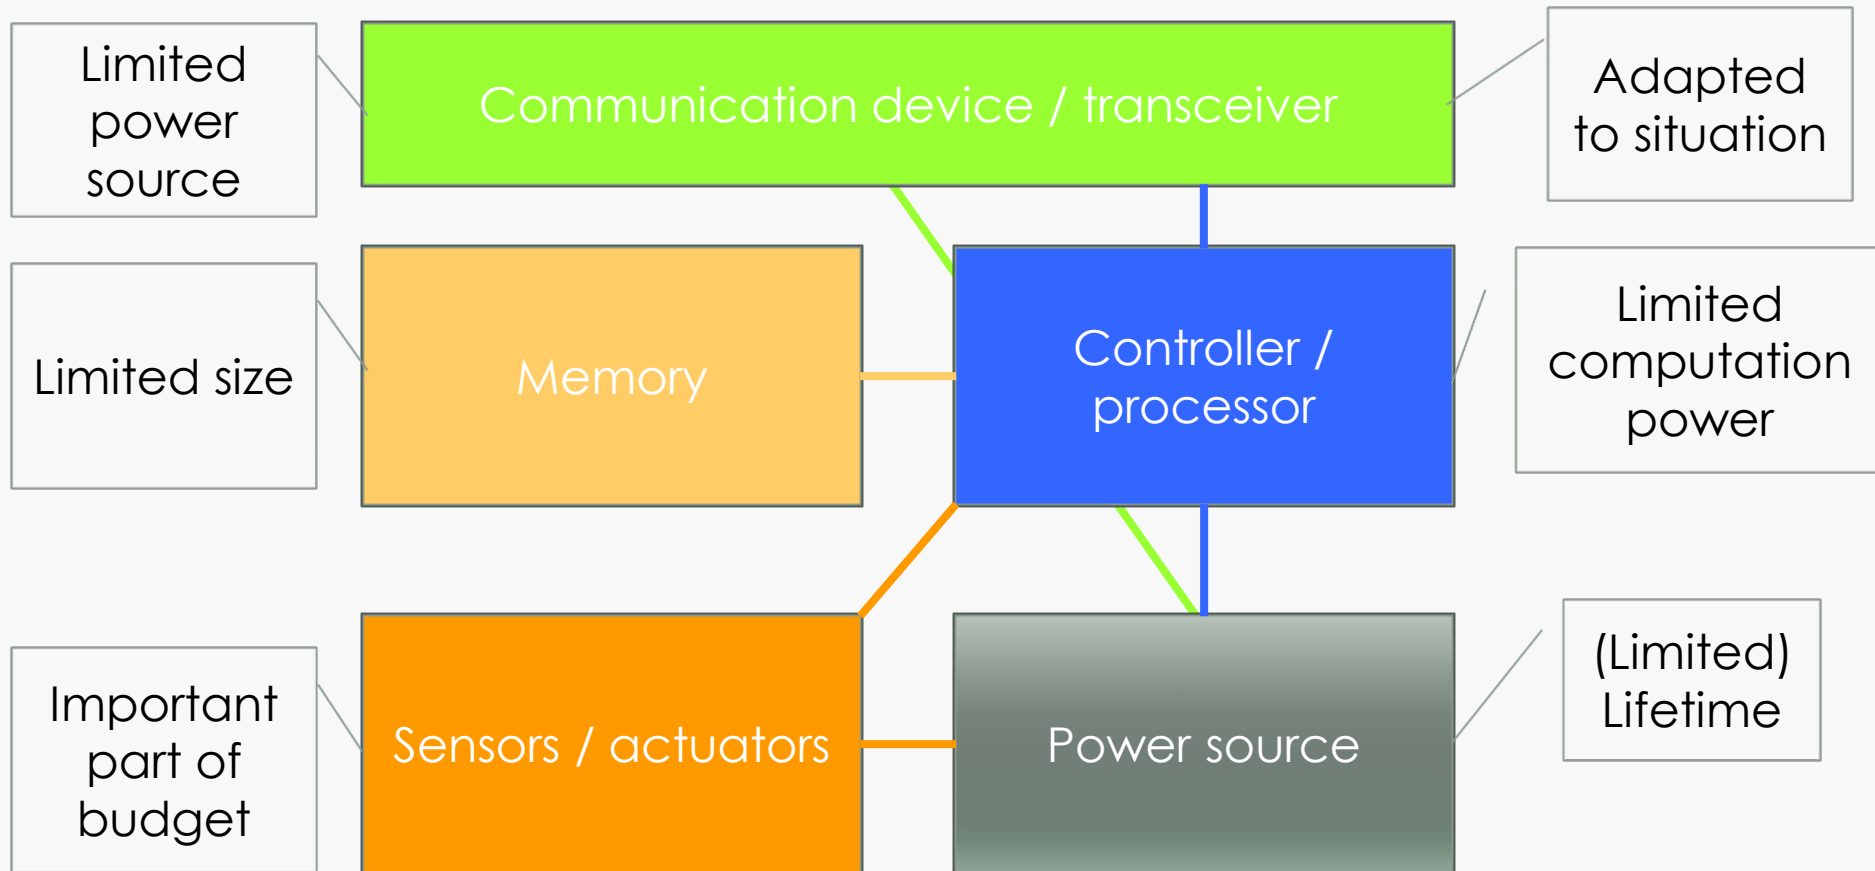 Limited
power
source
Communication device / transceiver
Adapted
to situation
Limited size
Memory
Controller /
processor
Limited
computation
power
Important
part of
budget
Sensors / actuators
Power source
(Limited)
Lifetime